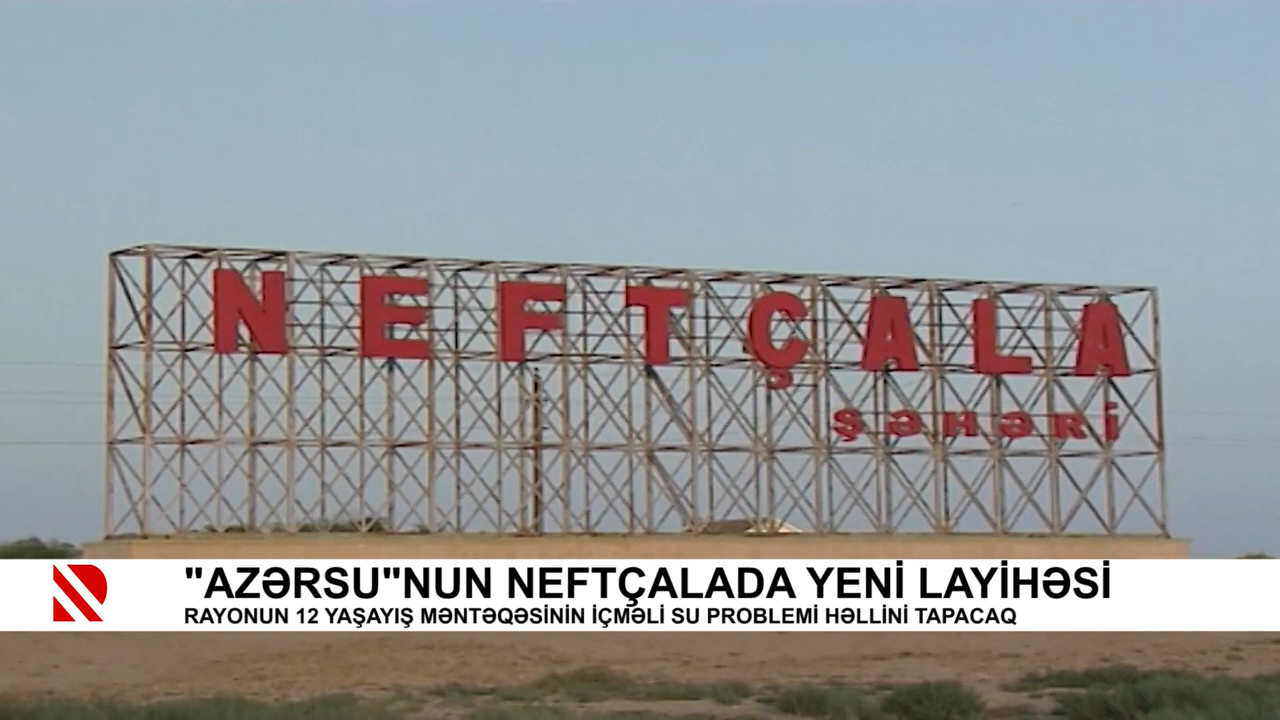 NEFTÇALA
ŞƏHƏRİ
"AZƏRSU"NUN NEFTÇALADA YENİ LAYİHƏSİ
RAYONUN 12 YAŞAYIŞ MƏNTƏQƏSİNİN İÇMƏLİ SU PROBLEMİ HƏLLİNİ TAPACAQ